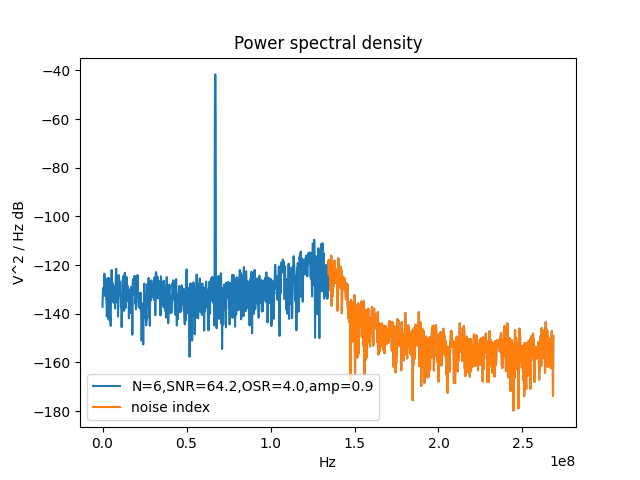 Power spectral density
V^2 / Hz dB
−40
−60
−80
−100
−120
−140
−160
−180
N=6,SNR=64.2,OSR=4.0,amp=0.9
noise index
0.0 0.5 1.0 1.5 2.0 2.5
1e8
Hz